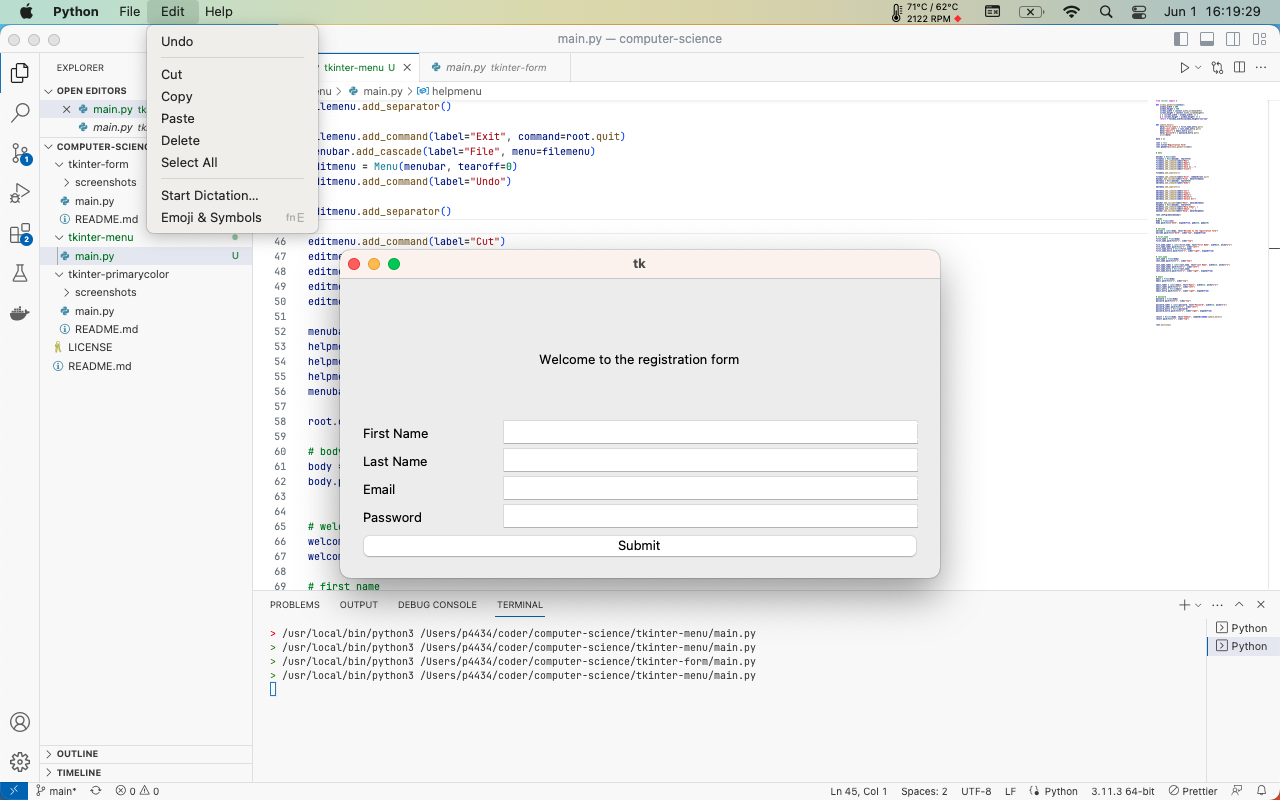 Python File Edit Help
71°C / 62°C
2122 RPM
Jun 1 16:19:29
Undo
Cut
Copy
Paste
Delete
Select All
Start Dictation...
Emoji & Symbols fn E
main.py — computer-science
EXPLORER
OPEN EDITORS
main.py
main.py
tkinter-form
screenshots
main.py
README.md
tkinter-menu
main.py U
tkinter-primarycolor
screenshots
main.py
README.md
LICENSE
README.md
OUTLINE
TIMELINE
tkinter-menu U
main.py tkinter-form
main.py
helpmenu
ilemenu.add_separator()
ilemenu.add_command(label="Exit", command=root.quit)
enubar.add_cascade(label="File", menu=filemenu)
ditmenu = Menu(menubar, tearoff=0)
ditmenu.add_command(label="Undo")
ditmenu.add_separator()
46 editmenu.add_command(label="Cut")
47 editme
48 editme
49 editme
50 editme
51
52 menuba
53 helpme
54 helpme
55 helpme
56 menuba
57
58 root.
59
60 # body
61 body =
62 body.
63
64
65 # wel
66 welcom
67 welcom
68
69 # first name
tk
Welcome to the registration form
First Name
Last Name
Email
Password
Submit
PROBLEMS OUTPUT DEBUG CONSOLE TERMINAL
> /usr/local/bin/python3 /Users/p4434/coder/computer-science/tkinter-menu/main.py
> /usr/local/bin/python3 /Users/p4434/coder/computer-science/tkinter-menu/main.py
> /usr/local/bin/python3 /Users/p4434/coder/computer-science/tkinter-form/main.py
> /usr/local/bin/python3 /Users/p4434/coder/computer-science/tkinter-menu/main.py
Python
Python
main* 0 0 Ln 45, Col 1 Spaces: 2 UTF-8 LF Python 3.11.3 64-bit Prettier